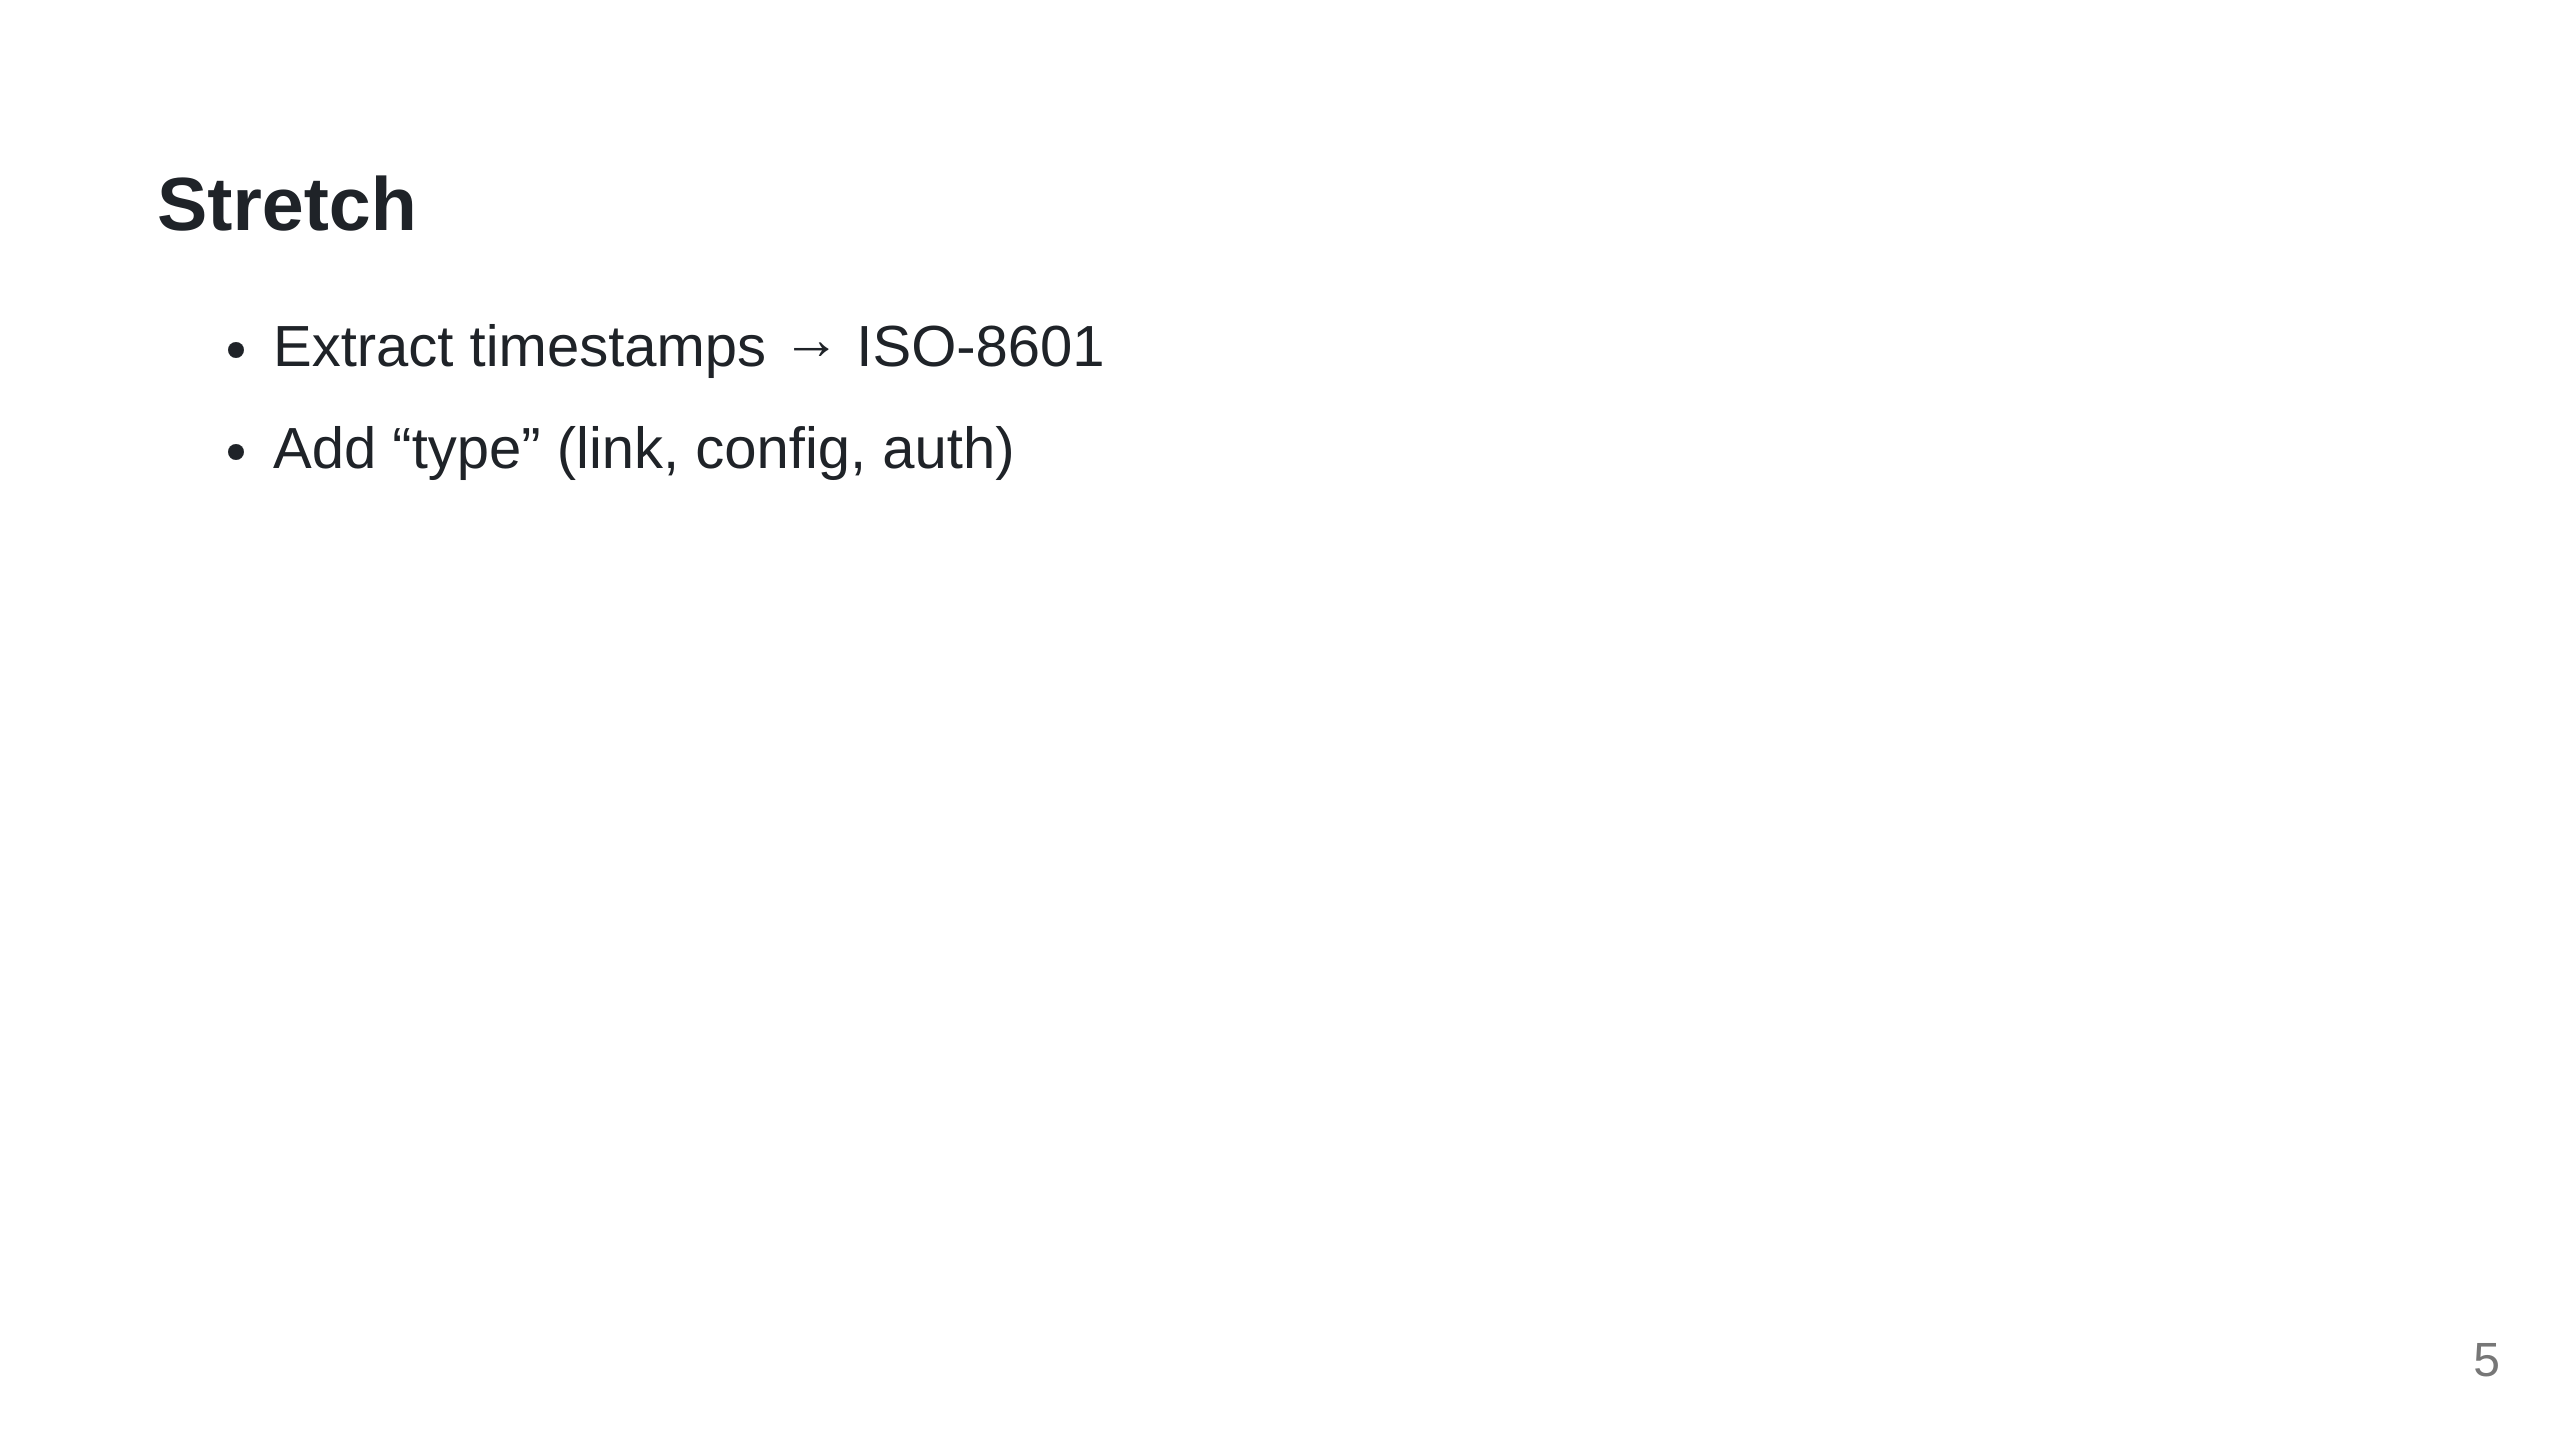 Stretch
• Extract timestamps → ISO-8601
• Add “type” (link, config, auth)
5